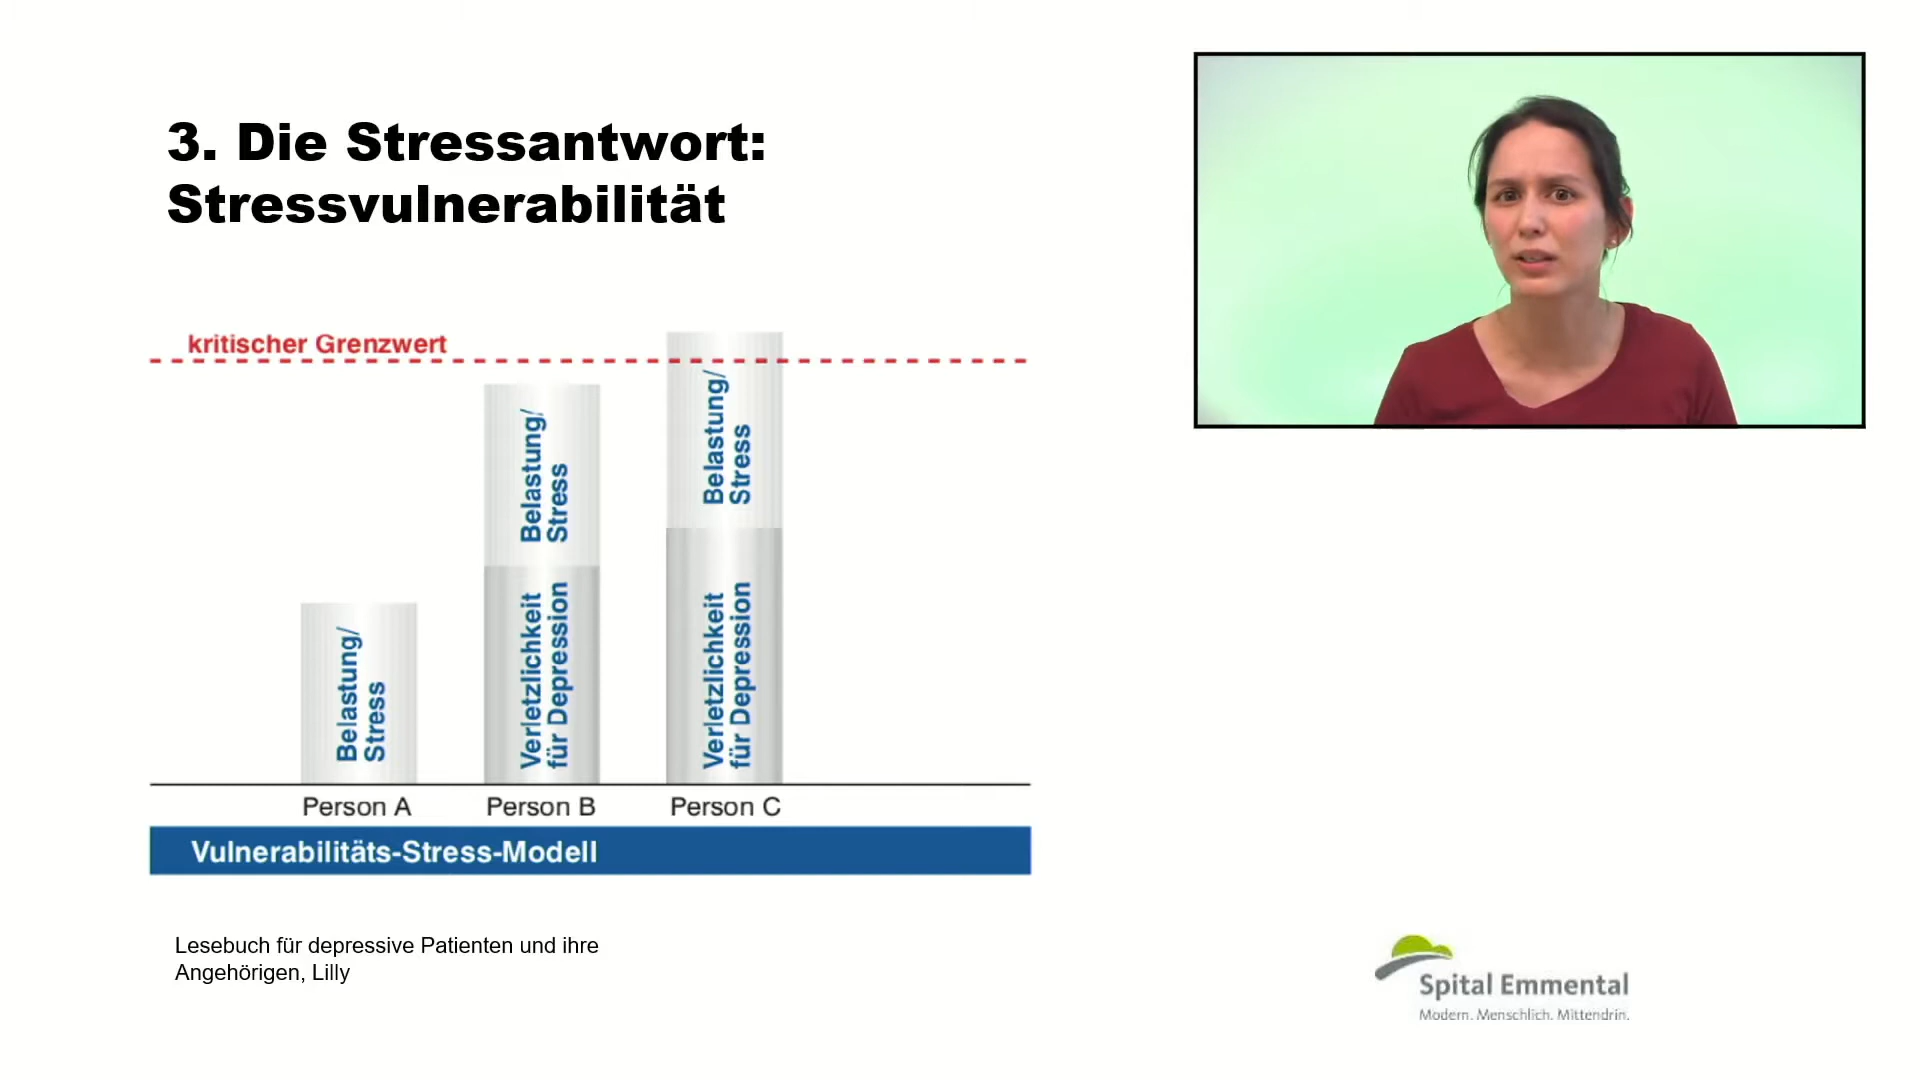 3. Die Stressantwort:
Stressvulnerabilität
kritischer Grenzwert
Belastung/
Stress
Belastung/
Stress
Verletzlichkeit
für Depression
Belastung/
Stress
Verletzlichkeit
für Depression
Person A
Person B
Person C
Vulnerabilitäts-Stress-Modell
Lesebuch für depressive Patienten und ihre
Angehörigen, Lilly
Spital Emmental
Modern. Menschlich. Mittendrin.